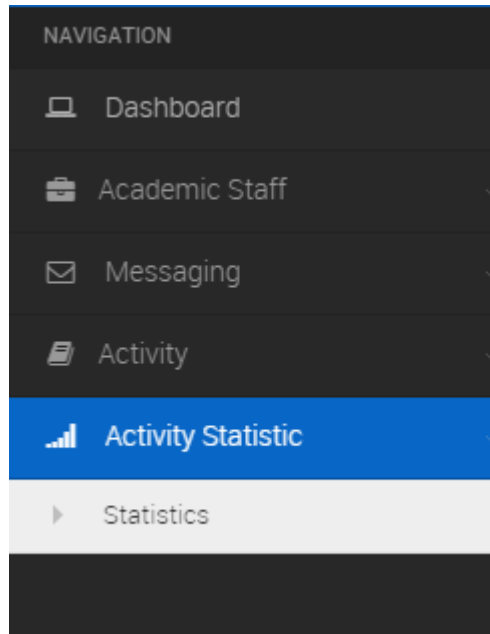 NAVIGATION
Dashboard
Academic Staff
Messaging
Activity
Activity Statistic
Statistics